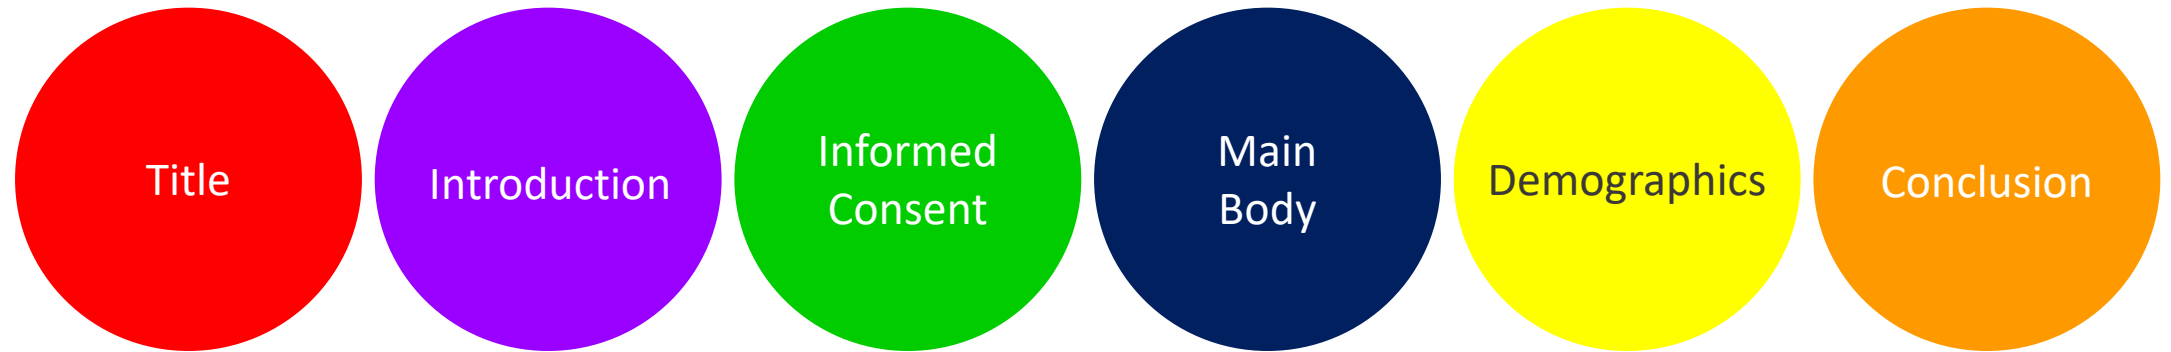 Title
Introduction
Informed
Consent
Main
Body
Demographics
Conclusion